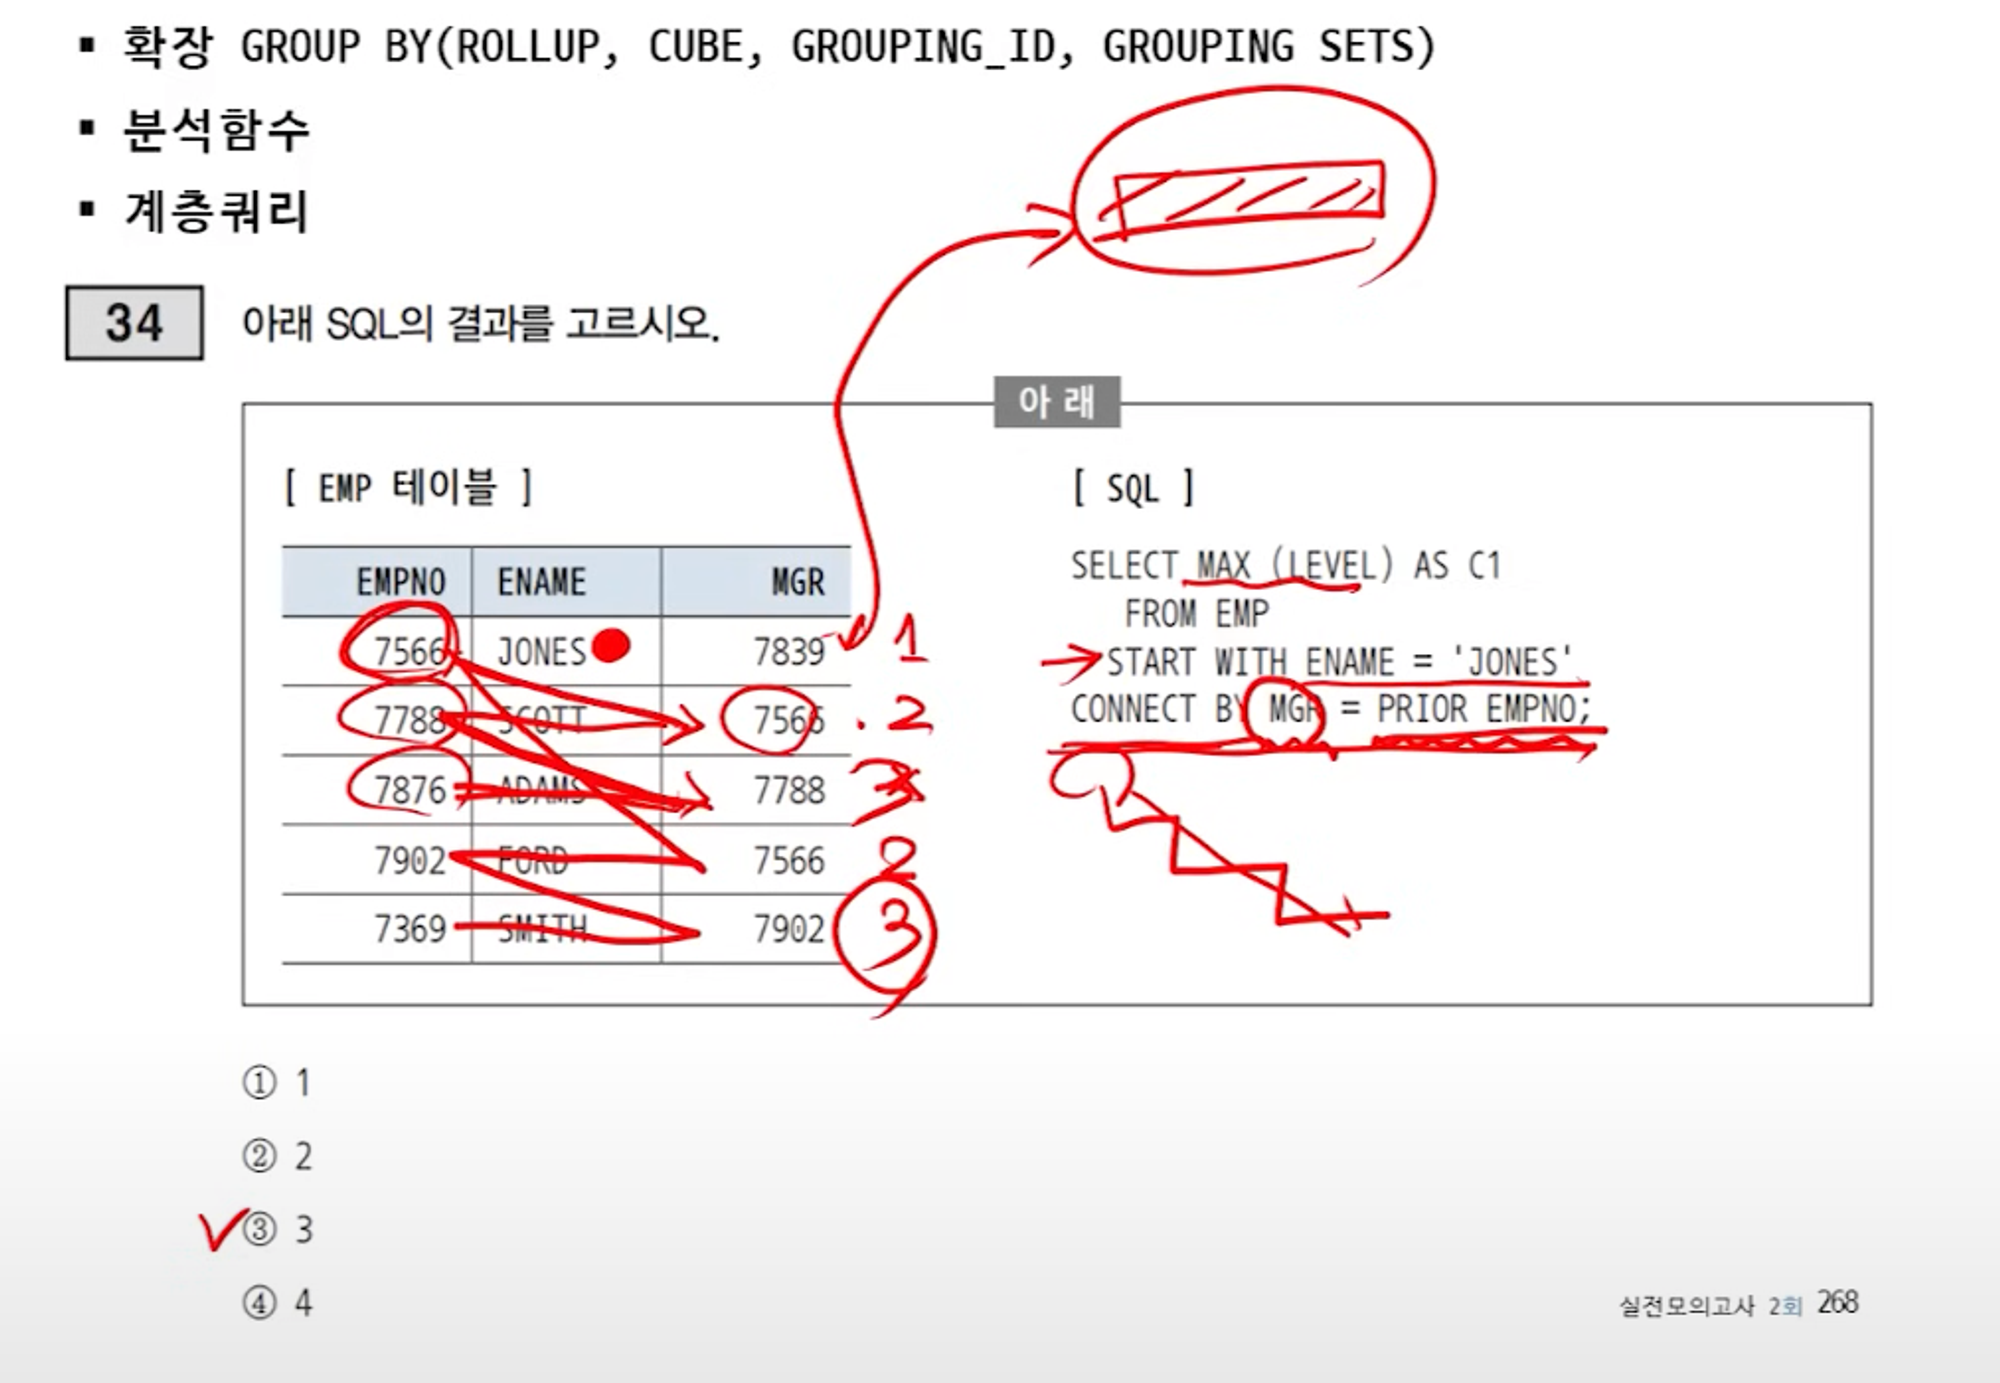 ▪ 확장 GROUP BY(ROLLUP, CUBE, GROUPING_ID, GROUPING SETS)
▪ 분석함수
▪ 계층쿼리
34 아래 SQL의 결과를 고르시오.
아 래
[ EMP 테이블 ]
EMPNO ENAME MGR
7566 JONES 7839 1
7788 SCOTT 7566 2
7876 ADAMS 7788 3
7902 FORD 7566 2
7369 SMITH 7902 3
[ SQL ]
SELECT MAX (LEVEL) AS C1
FROM EMP
START WITH ENAME = 'JONES'
CONNECT BY MGR = PRIOR EMPNO;
① 1
② 2
③ 3
④ 4
실전모의고사 2회 268